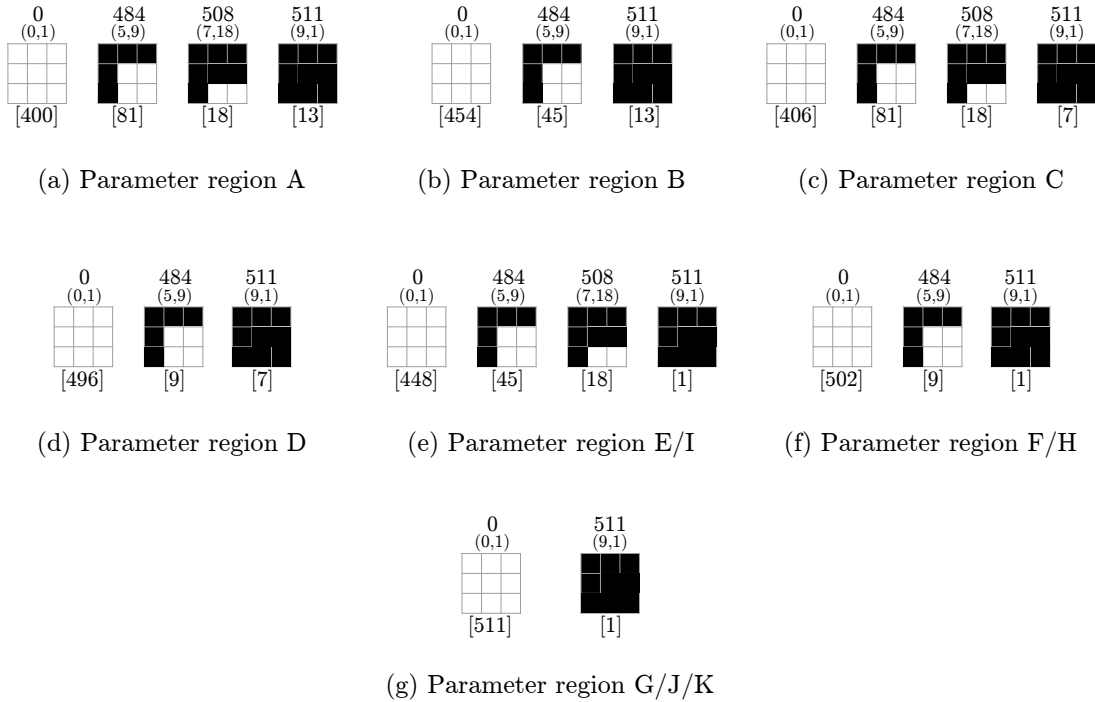 0 484 508 511
(0,1) (5,9) (7,18) (9,1)
[400] [81] [18] [13]
(a) Parameter region A
0 484 511
(0,1) (5,9) (9,1)
[454] [45] [13]
(b) Parameter region B
0 484 508 511
(0,1) (5,9) (7,18) (9,1)
[406] [81] [18] [7]
(c) Parameter region C
0 484 511
(0,1) (5,9) (9,1)
[496] [9] [7]
(d) Parameter region D
0 484 508 511
(0,1) (5,9) (7,18) (9,1)
[448] [45] [18] [1]
(e) Parameter region E/I
0 484 511
(0,1) (5,9) (9,1)
[502] [9] [1]
(f) Parameter region F/H
0 511
(0,1) (9,1)
[511] [1]
(g) Parameter region G/J/K